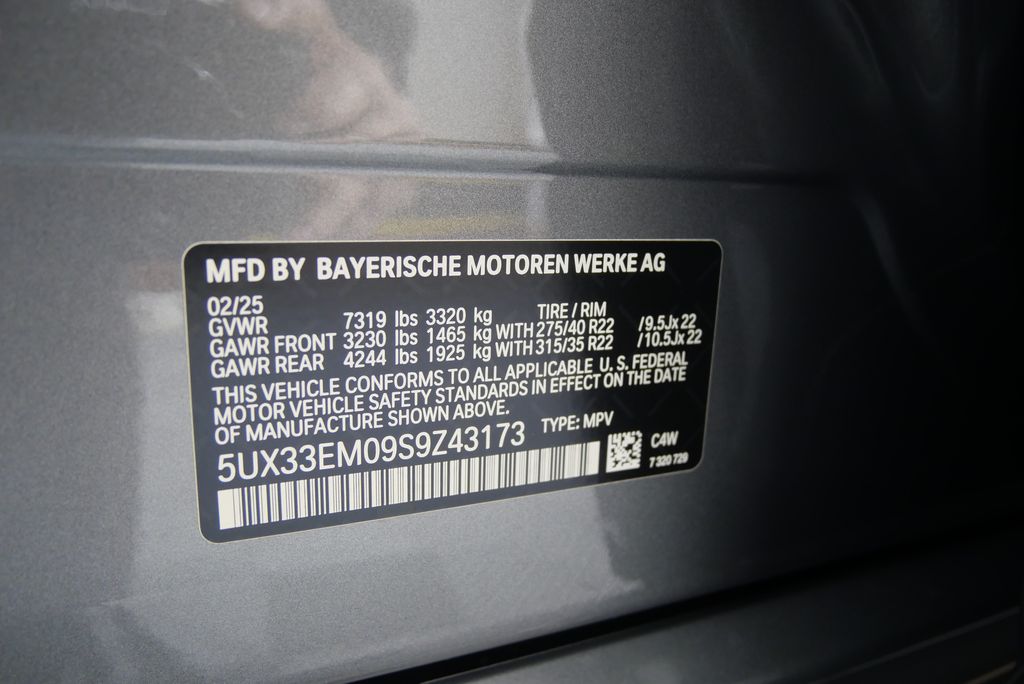 MFD BY BAYERISCHE MOTOREN WERKE AG
02/25 TIRE / RIM
GVWR 7319 lbs 3320 kg
GAWR FRONT 3230 lbs 1465 kg WITH 275/40 R22 /9.5Jx22
GAWR REAR 4244 lbs 1925 kg WITH 315/35 R22 /10.5Jx22
THIS VEHICLE CONFORMS TO ALL APPLICABLE U.S. FEDERAL
MOTOR VEHICLE SAFETY STANDARDS IN EFFECT ON THE DATE
OF MANUFACTURE SHOWN ABOVE.
5UX33EM09S9Z43173 TYPE: MPV
C4W
7 320 729